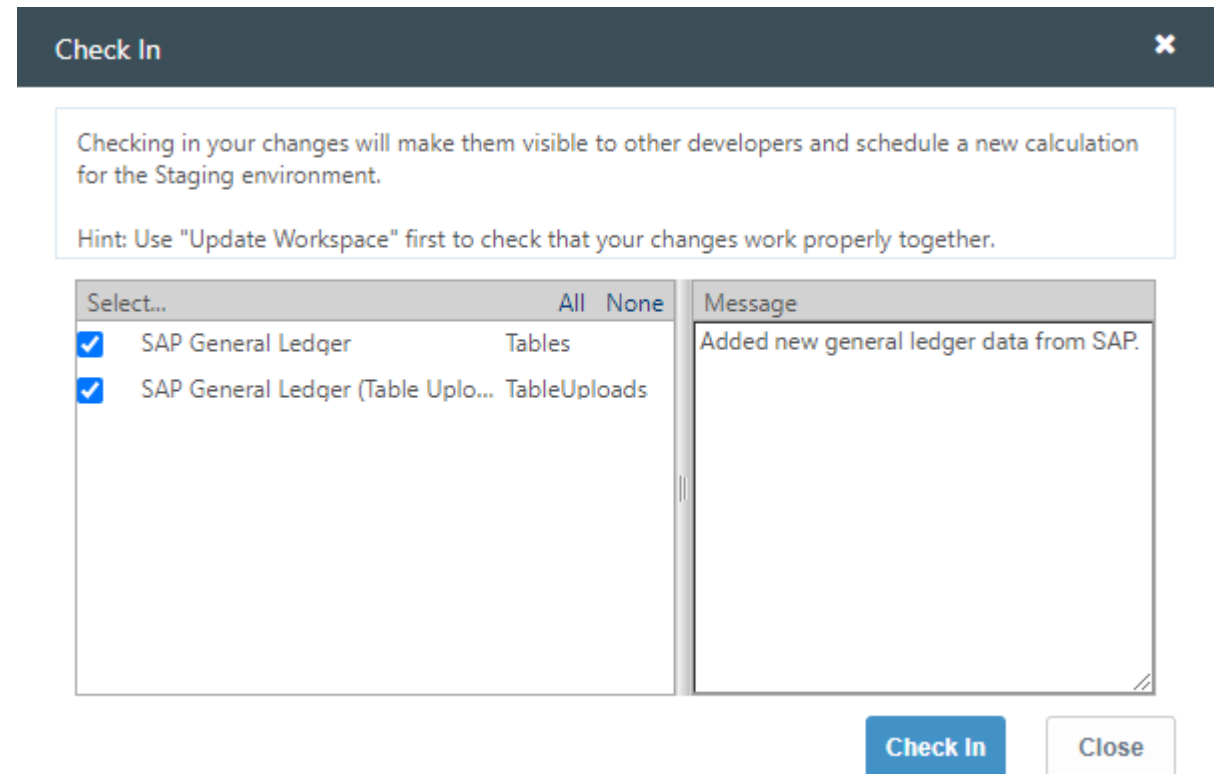 Check In
Checking in your changes will make them visible to other developers and schedule a new calculation
for the Staging environment.
Hint: Use "Update Workspace" first to check that your changes work properly together.
Select... All None Message
SAP General Ledger Tables Added new general ledger data from SAP.
SAP General Ledger (Table Uplo... TableUploads
Check In Close